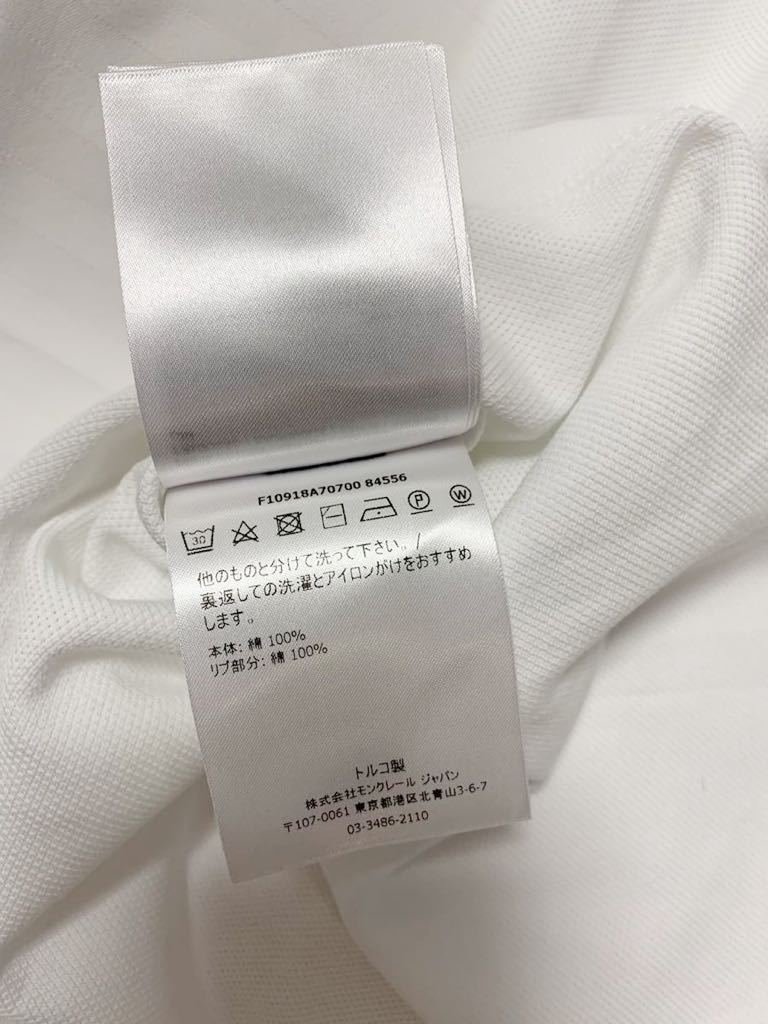 F10918A70700 84556
30 P W
他のものと分けて洗って下さい。/
裏返しての洗濯とアイロンがけをおすすめ
します。
本体: 綿 100%
リブ部分: 綿 100%
トルコ製
株式会社モンクレール ジャパン
〒107-0061 東京都港区北青山3-6-7
03-3486-2110